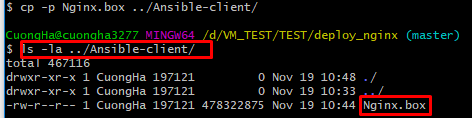 $ cp -p Nginx.box ../Ansible-client/
CuongHa@cuongha3277 MINGW64 /d/VM_TEST/TEST/deploy_nginx (master)
$ ls -la ../Ansible-client/
total 467116
drwxr-xr-x 1 CuongHa 197121 0 Nov 19 10:48 ./
drwxr-xr-x 1 CuongHa 197121 0 Nov 19 10:33 ../
-rw-r--r-- 1 CuongHa 197121 478322875 Nov 19 10:44 Nginx.box